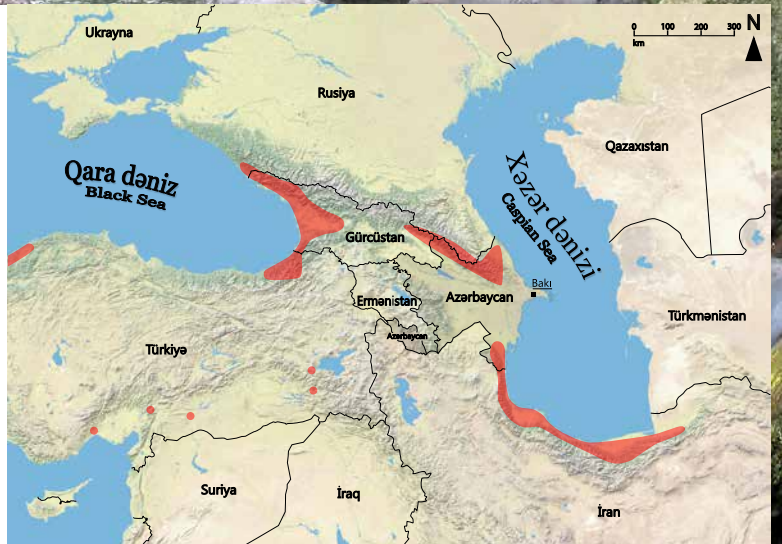 Ukrayna
0 100 200 300
km
N
Rusiya
Qazaxıstan
Qara dəniz
Black Sea
Xəzər dənizi
Caspian Sea
Gürcüstan
Bakı
Ermənistan
Azərbaycan
Azərbaycan
Türkmənistan
Türkiyə
Suriya
İraq
İran